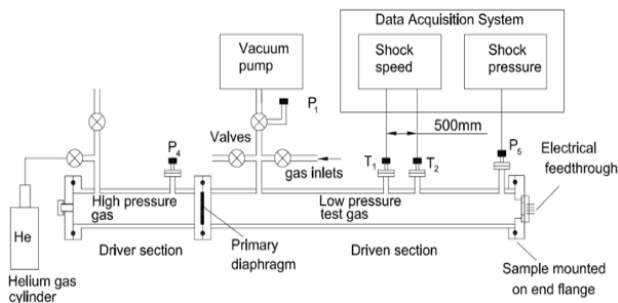 Data Acquisition System
Vacuum
pump
Shock
speed
Shock
pressure
P1
500mm
Valves
P4
gas inlets
T1
T2
P5
Electrical
feedthrough
High pressure
gas
Low pressure
test gas
He
Driver section
Primary
diaphragm
Driven section
Helium gas
cylinder
Sample mounted
on end flange